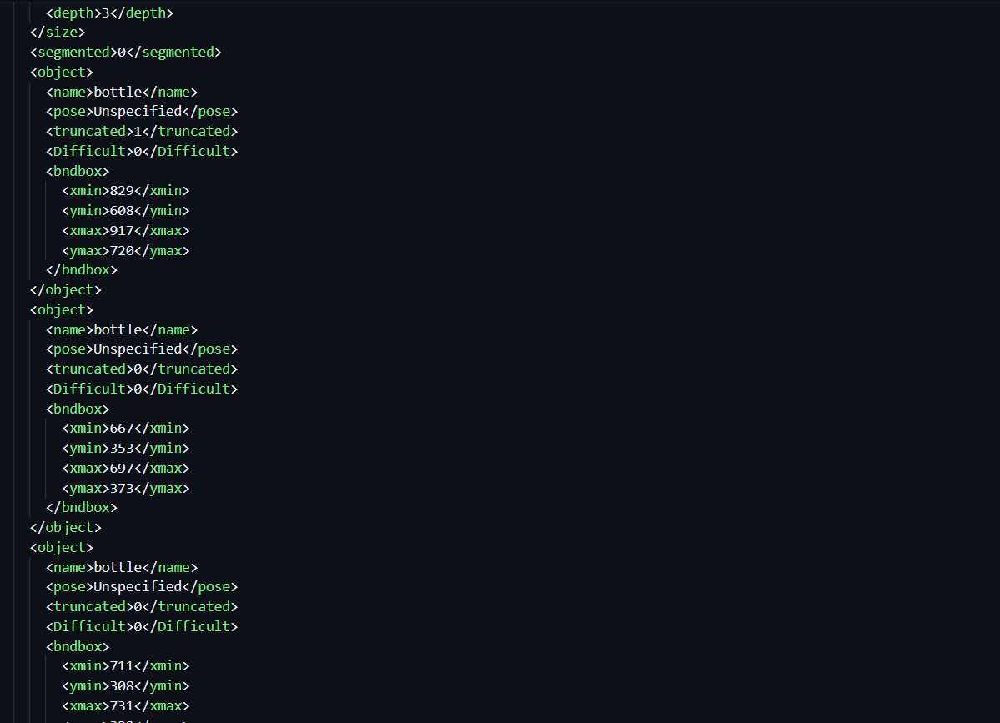 <depth>3</depth>
</size>
<segmented>0</segmented>
<object>
<name>bottle</name>
<pose>Unspecified</pose>
<truncated>1</truncated>
<Difficult>0</Difficult>
<bndbox>
<xmin>829</xmin>
<ymin>608</ymin>
<xmax>917</xmax>
<ymax>720</ymax>
</bndbox>
</object>
<object>
<name>bottle</name>
<pose>Unspecified</pose>
<truncated>0</truncated>
<Difficult>0</Difficult>
<bndbox>
<xmin>667</xmin>
<ymin>353</ymin>
<xmax>697</xmax>
<ymax>373</ymax>
</bndbox>
</object>
<object>
<name>bottle</name>
<pose>Unspecified</pose>
<truncated>0</truncated>
<Difficult>0</Difficult>
<bndbox>
<xmin>711</xmin>
<ymin>308</ymin>
<xmax>731</xmax>